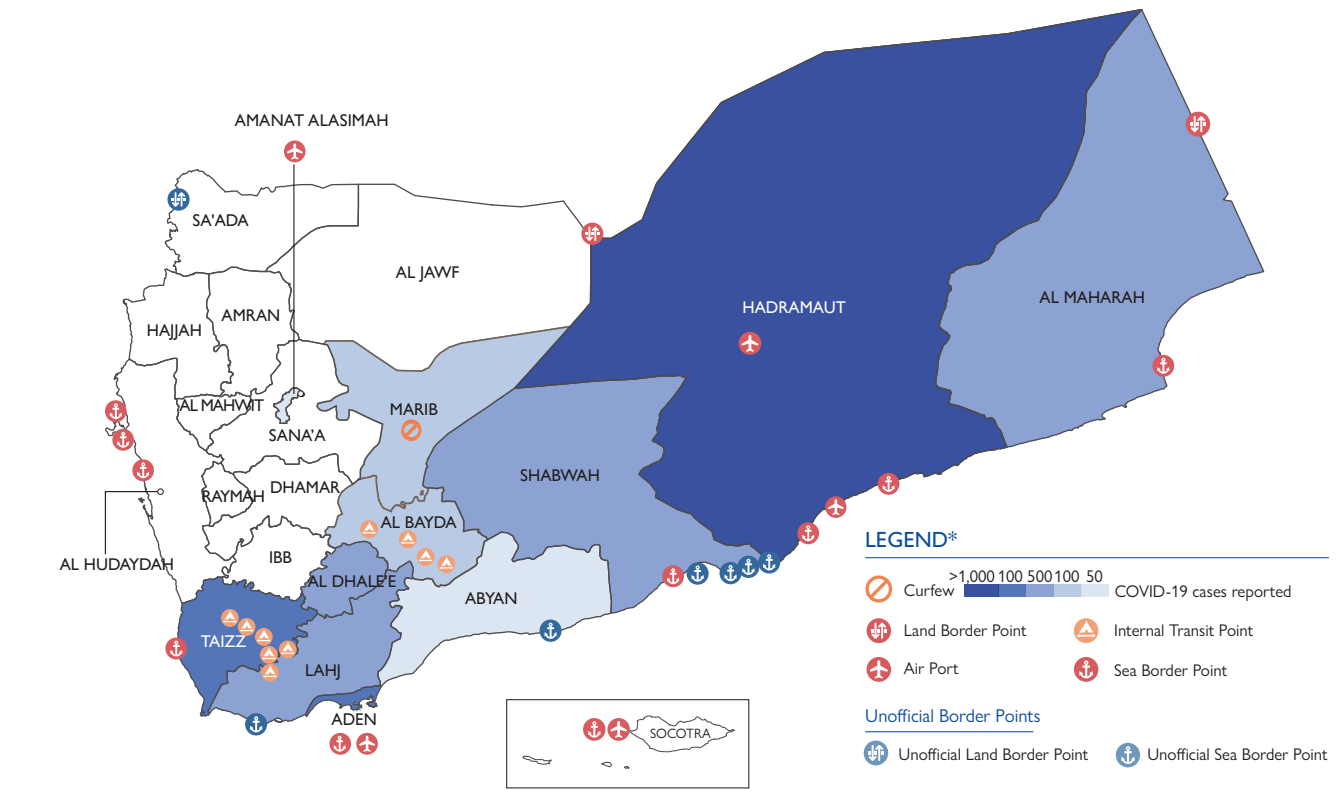 AMANAT ALASIMAH
SA'ADA
AL JAWF
HADRAMAUT
AL MAHARAH
HAJJAH
AMRAN
AL MAHWIT
SANA'A
MARIB
SHABWAH
RAYMAH
DHAMAR
AL BAYDA
AL HUDAYDAH
IBB
AL DHALE'E
ABYAN
TAIZZ
LAHJ
ADEN
SOCOTRA
LEGEND*
>1,000 100 500 100 50
Curfew
COVID-19 cases reported
Land Border Point
Internal Transit Point
Air Port
Sea Border Point
Unofficial Border Points
Unofficial Land Border Point
Unofficial Sea Border Point